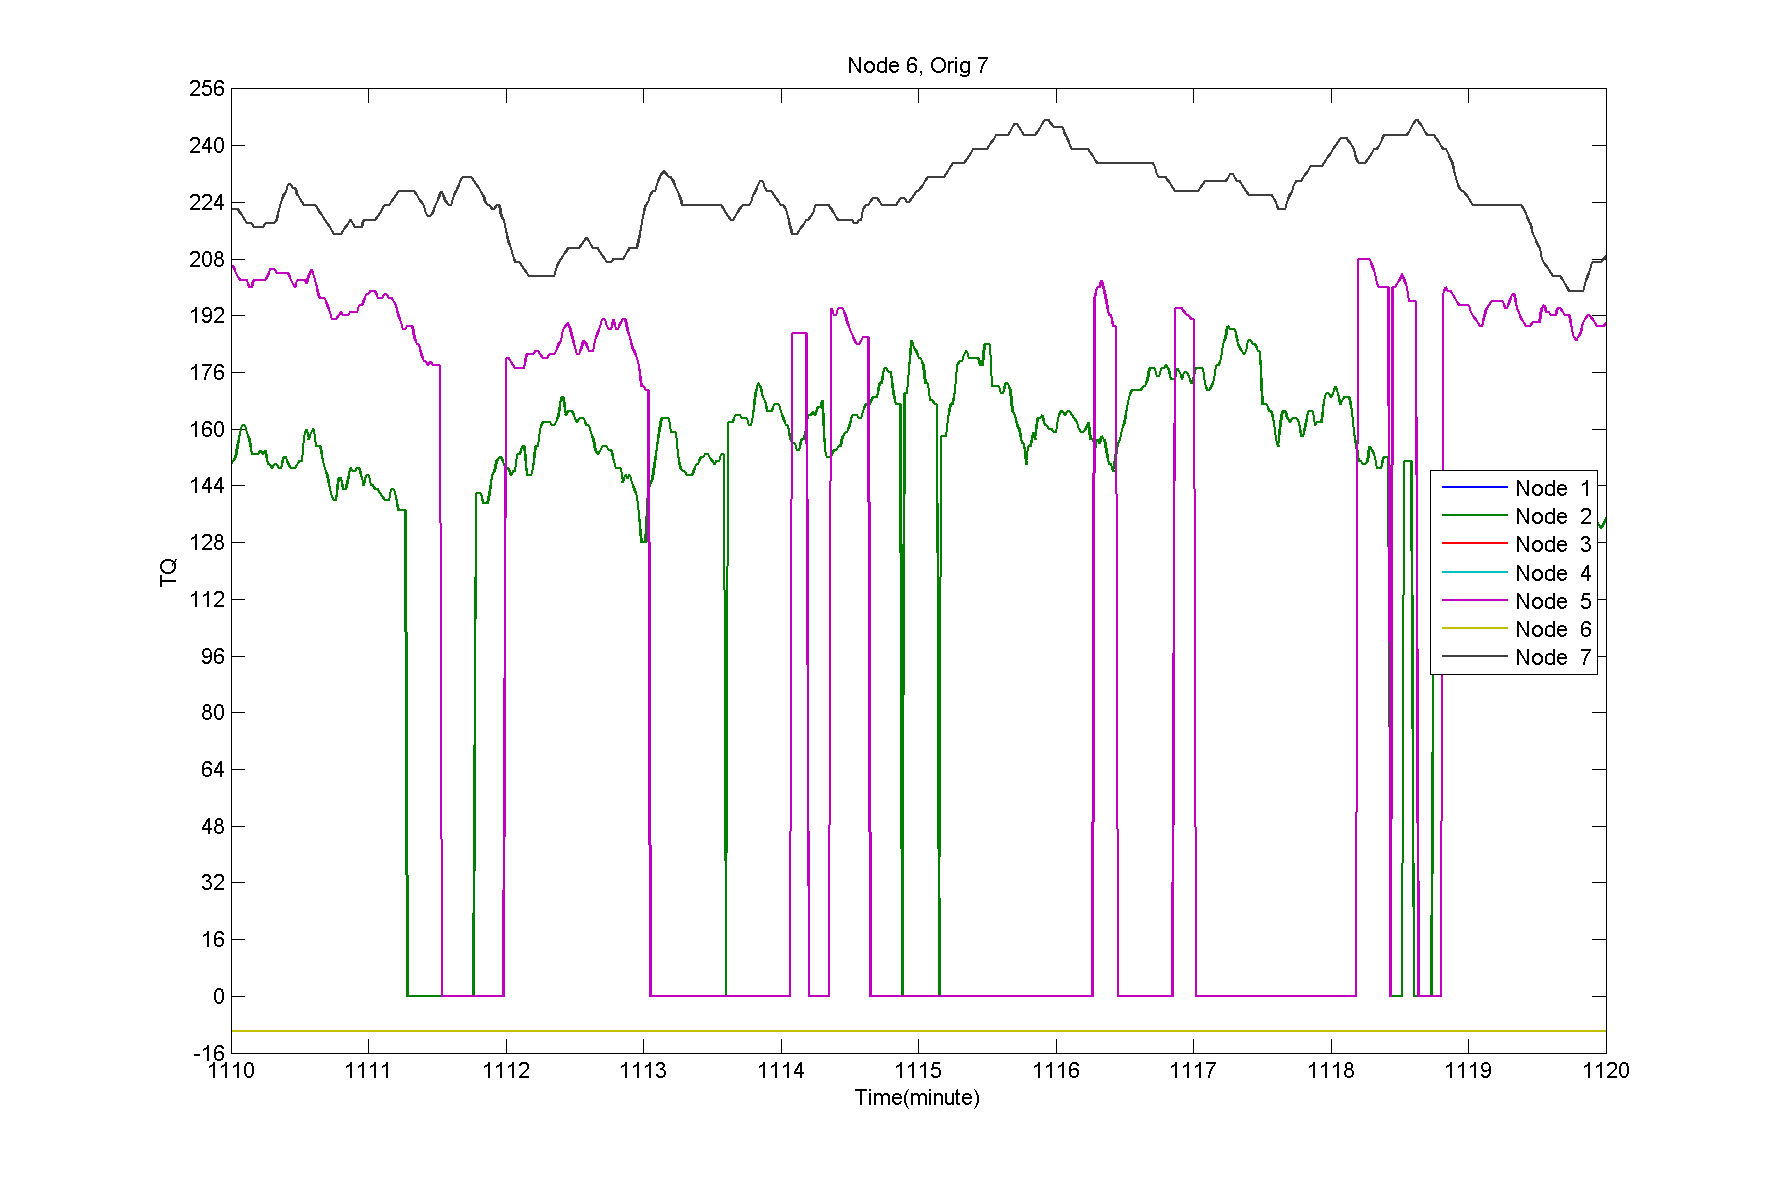 Node 6, Orig 7
256
240
224
208
192
176
160
144
128
112
96
80
64
48
32
16
0
-16
TQ
Node 1
Node 2
Node 3
Node 4
Node 5
Node 6
Node 7
1110 1111 1112 1113 1114 1115 1116 1117 1118 1119 1120
Time(minute)